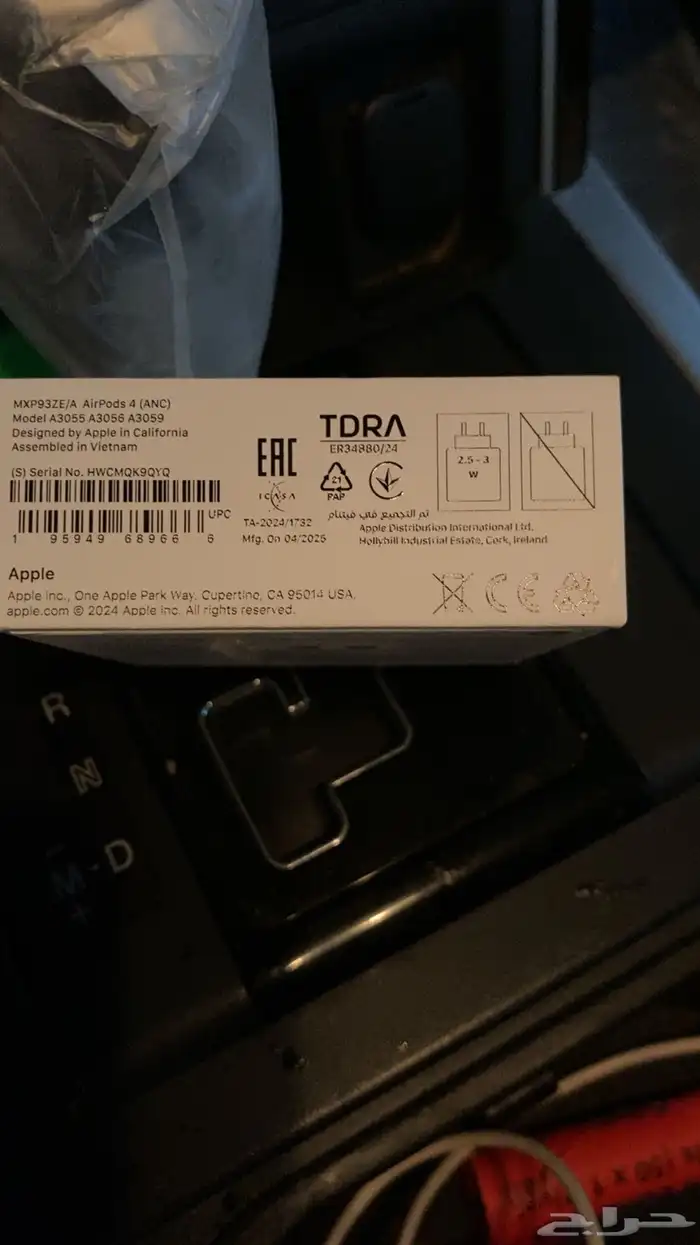 MXP93ZE/A AirPods 4 (ANC)
Model A3055 A3056 A3059
Designed by Apple in California
Assembled in Vietnam
(S) Serial No. HWCMQK9QYQ
UPC
1 95949 68966 6
EAC
ICASA
TA-2024/1732
Mfg. On 04/2025
TDRA
ER34880/24
21
PAP
2.5 - 3
W
تم التجميع في فيتنام
Apple Distribution International Ltd.
Hollyhill Industrial Estate, Cork, Ireland
Apple
Apple Inc., One Apple Park Way, Cupertino, CA 95014 USA.
apple.com © 2024 Apple Inc. All rights reserved.
CE
R
N
D
M
+
حراج